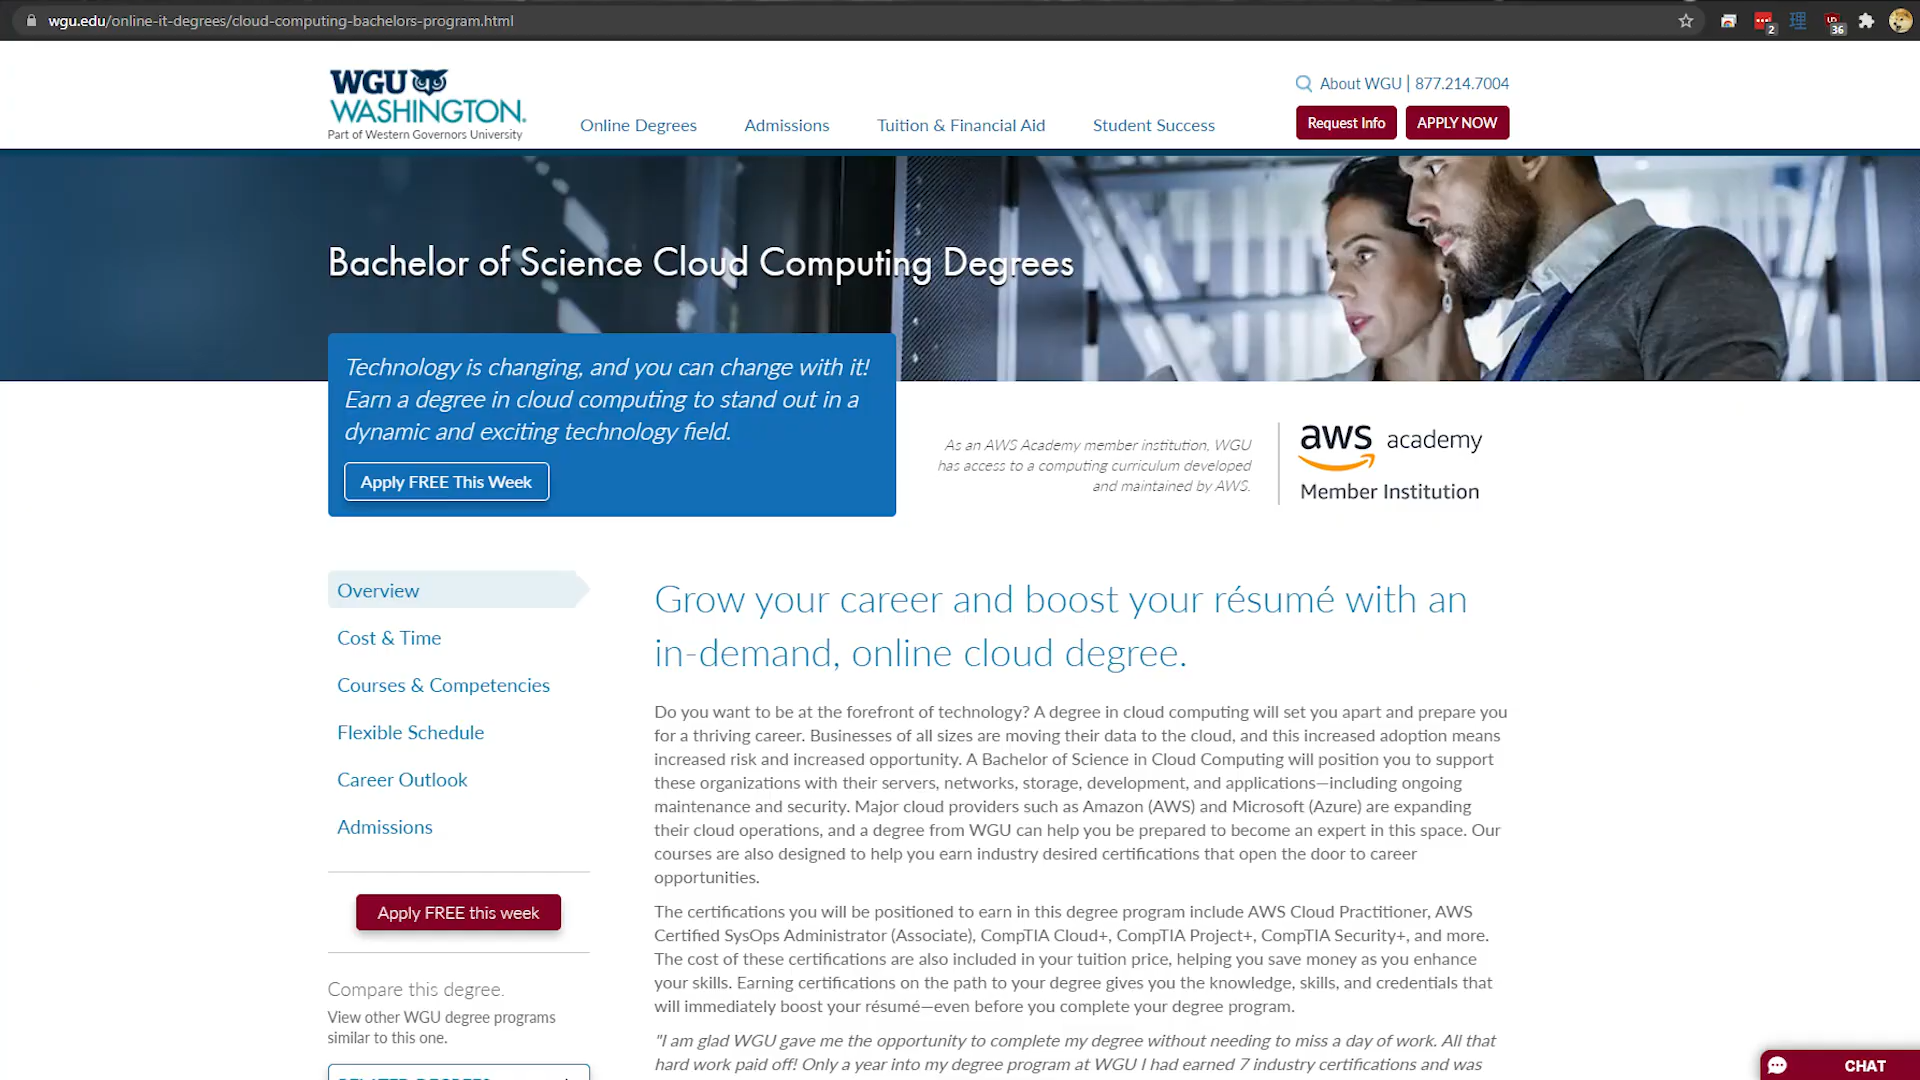 wgu.edu/online-it-degrees/cloud-computing-bachelors-program.html
2
理
36
WGU
WASHINGTON.
Part of Western Governors University
Online Degrees
Admissions
Tuition & Financial Aid
Student Success
About WGU | 877.214.7004
Request Info
APPLY NOW
Bachelor of Science Cloud Computing Degrees
Technology is changing, and you can change with it!
Earn a degree in cloud computing to stand out in a
dynamic and exciting technology field.
Apply FREE This Week
As an AWS Academy member institution, WGU
has access to a computing curriculum developed
and maintained by AWS.
aws academy
Member Institution
Overview
Cost & Time
Courses & Competencies
Flexible Schedule
Career Outlook
Admissions
Apply FREE this week
Compare this degree.
View other WGU degree programs
similar to this one.
Grow your career and boost your résumé with an
in-demand, online cloud degree.
Do you want to be at the forefront of technology? A degree in cloud computing will set you apart and prepare you
for a thriving career. Businesses of all sizes are moving their data to the cloud, and this increased adoption means
increased risk and increased opportunity. A Bachelor of Science in Cloud Computing will position you to support
these organizations with their servers, networks, storage, development, and applications—including ongoing
maintenance and security. Major cloud providers such as Amazon (AWS) and Microsoft (Azure) are expanding
their cloud operations, and a degree from WGU can help you be prepared to become an expert in this space. Our
courses are also designed to help you earn industry desired certifications that open the door to career
opportunities.
The certifications you will be positioned to earn in this degree program include AWS Cloud Practitioner, AWS
Certified SysOps Administrator (Associate), CompTIA Cloud+, CompTIA Project+, CompTIA Security+, and more.
The cost of these certifications are also included in your tuition price, helping you save money as you enhance
your skills. Earning certifications on the path to your degree gives you the knowledge, skills, and credentials that
will immediately boost your résumé—even before you complete your degree program.
"I am glad WGU gave me the opportunity to complete my degree without needing to miss a day of work. All that
hard work paid off! Only a year into my degree program at WGU I had earned 7 industry certifications and was
CHAT